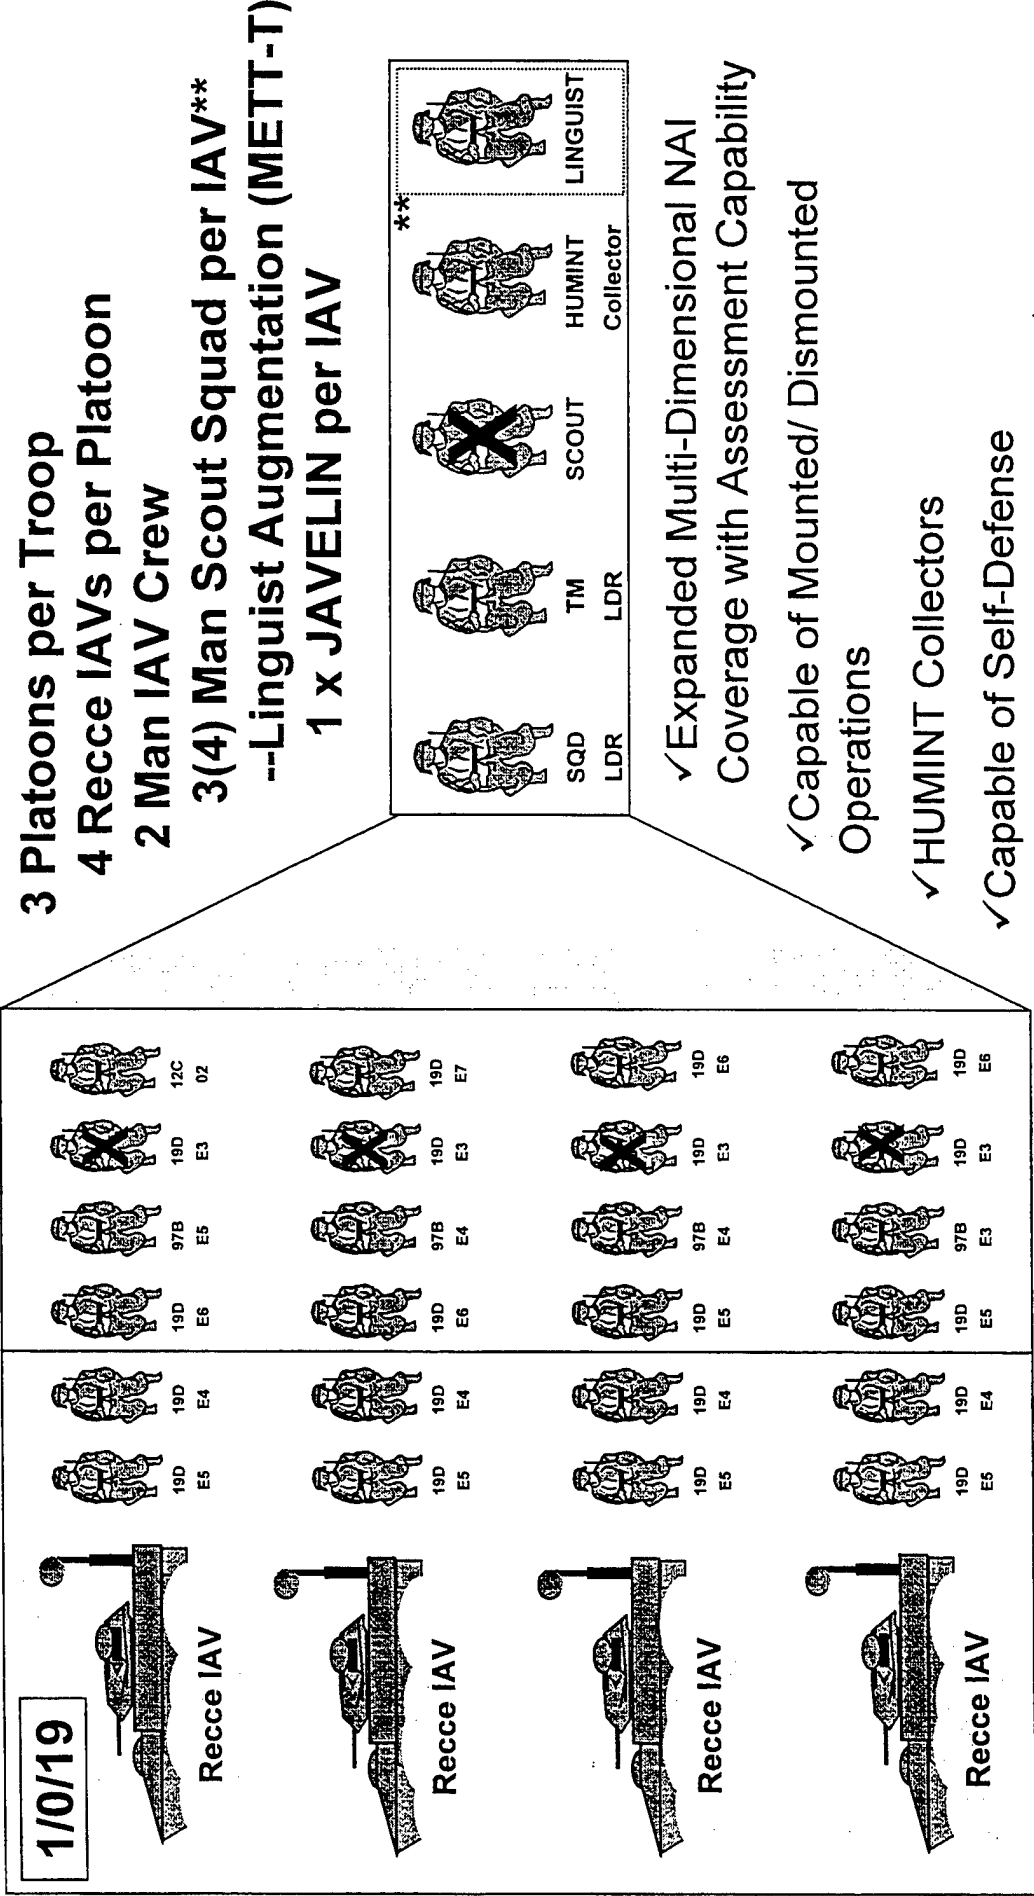 3 Platoons per Troop
4 Recce IAVs per Platoon
2 Man IAV Crew
3(4) Man Scout Squad per IAV**
--Linguist Augmentation (METT-T)
1 x JAVELIN per IAV
1/0/19
Recce IAV
19D 19D 19D 97B 19D 12C
E5 E4 E6 E5 E3 02
Recce IAV
19D 19D 19D 97B 19D 19D
E5 E4 E6 E4 E3 E7
Recce IAV
19D 19D 19D 97B 19D 19D
E5 E4 E5 E4 E3 E6
Recce IAV
19D 19D 19D 97B 19D 19D
E5 E4 E5 E3 E3 E6
**
SQD TM SCOUT HUMINT LINGUIST
LDR LDR Collector
✓Expanded Multi-Dimensional NAI
Coverage with Assessment Capability
✓Capable of Mounted/ Dismounted
Operations
✓HUMINT Collectors
✓Capable of Self-Defense